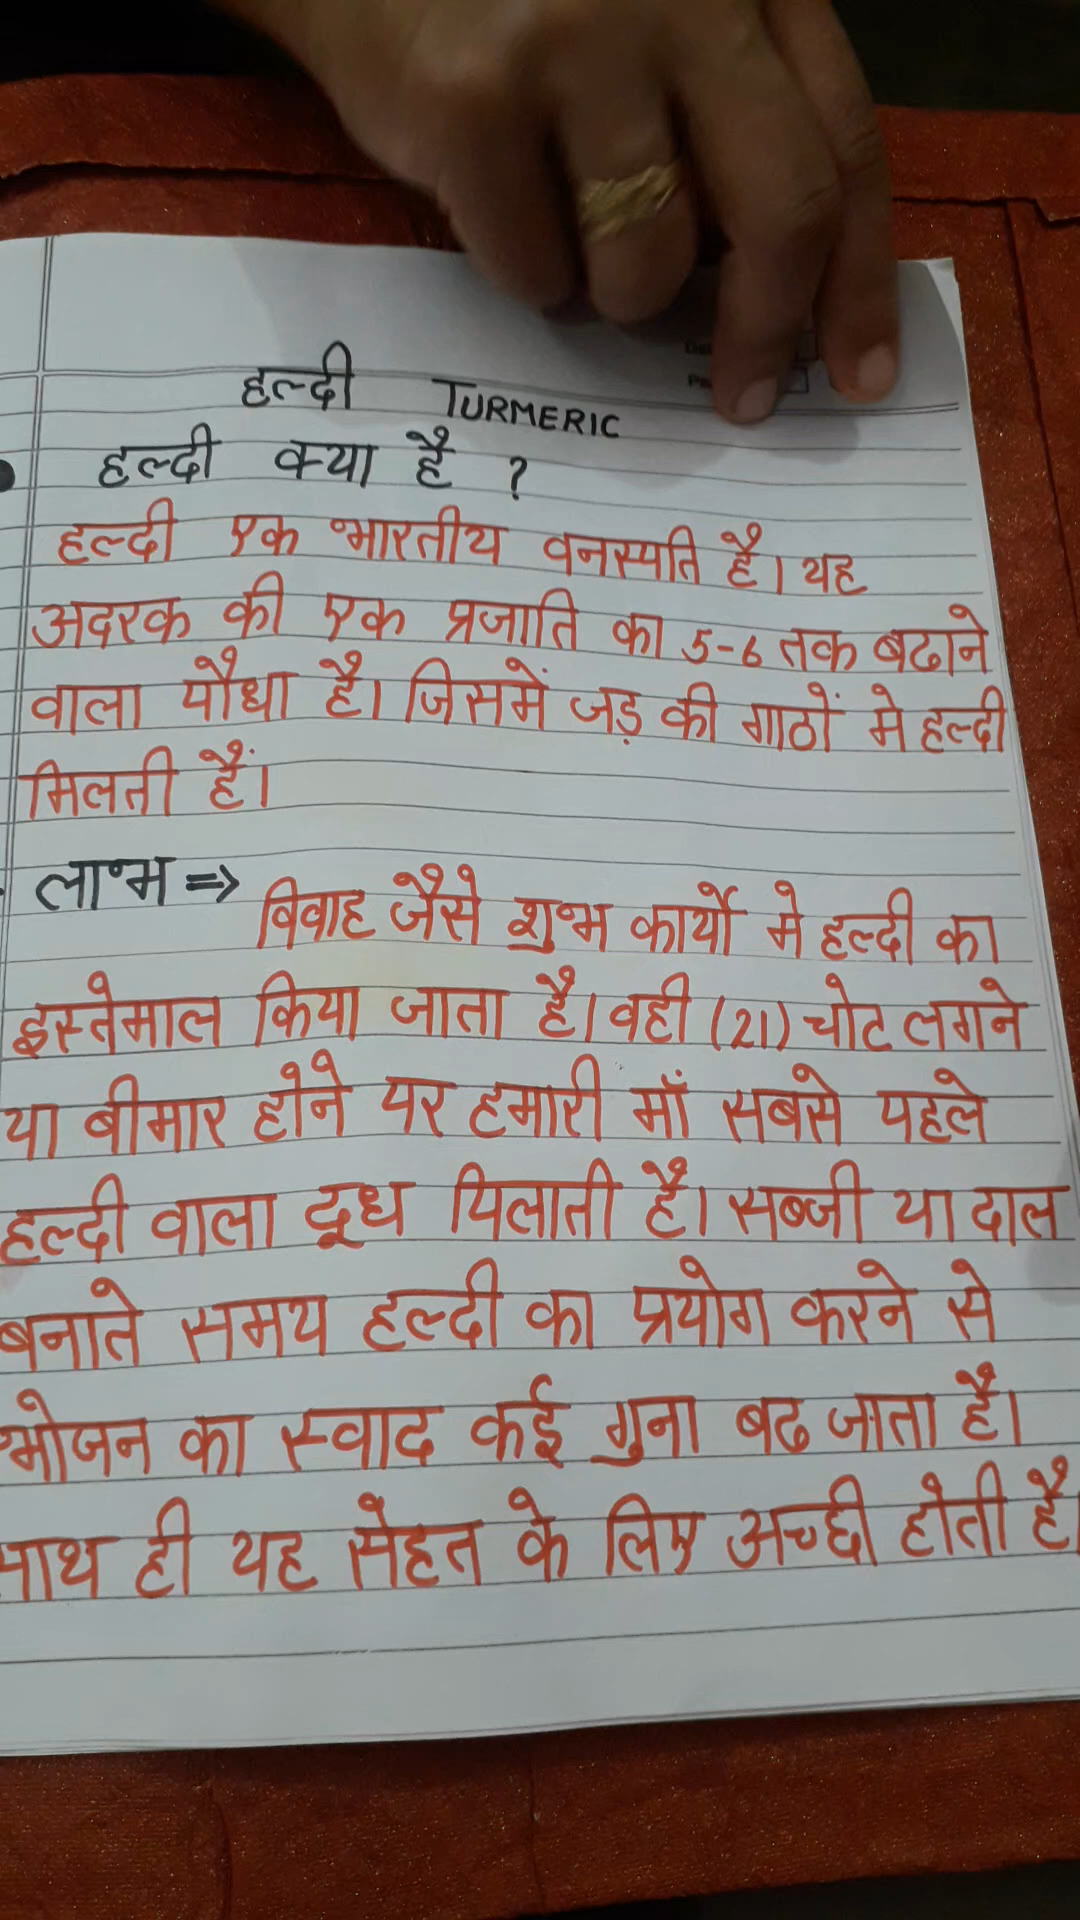 हल्दी TURMERIC
हल्दी क्या है ?
हल्दी एक भारतीय वनस्पति है। यह
अदरक की एक प्रजाति का 5-6 तक बढाने
वाला पौधा है। जिसमें जड़ की गाठों मे हल्दी
मिलती हैं।
लाभ ⇒ विवाह जैसे शुभ कार्यो मे हल्दी का
इस्तेमाल किया जाता है। वही (21) चोट लगने
या बीमार होने पर हमारी माँ सबसे पहले
हल्दी वाला दूध पिलाती है। सब्जी या दाल
बनाते समय हल्दी का प्रयोग करने से
भोजन का स्वाद कई गुना बढ जाता है।
साथ ही यह सेहत के लिए अच्छी होती है।